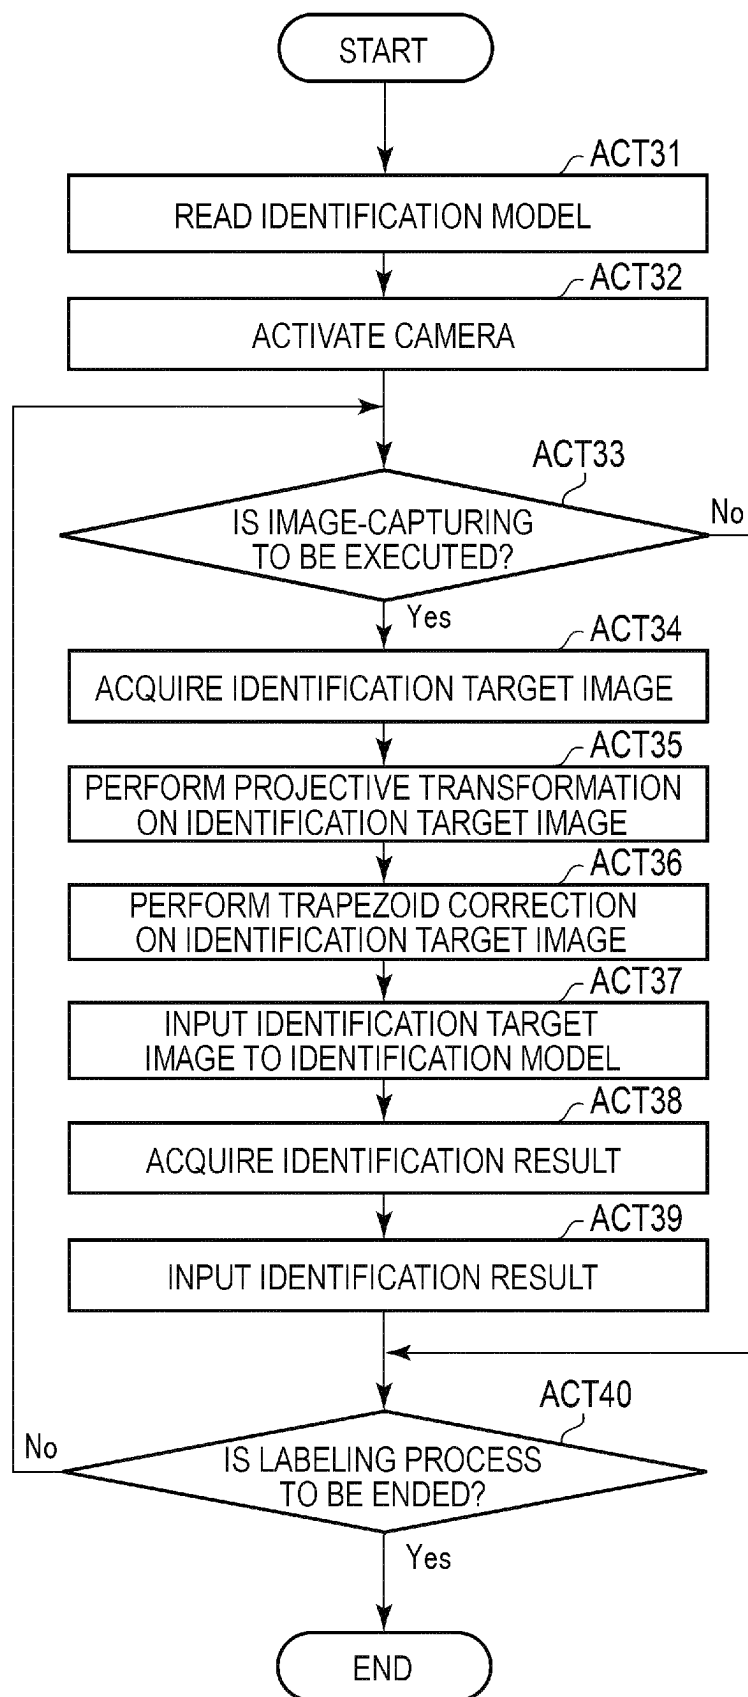 START
ACT31
READ IDENTIFICATION MODEL
ACT32
ACTIVATE CAMERA
ACT33
IS IMAGE-CAPTURING
TO BE EXECUTED?
No
Yes
ACT34
ACQUIRE IDENTIFICATION TARGET IMAGE
ACT35
PERFORM PROJECTIVE TRANSFORMATION
ON IDENTIFICATION TARGET IMAGE
ACT36
PERFORM TRAPEZOID CORRECTION
ON IDENTIFICATION TARGET IMAGE
ACT37
INPUT IDENTIFICATION TARGET
IMAGE TO IDENTIFICATION MODEL
ACT38
ACQUIRE IDENTIFICATION RESULT
ACT39
INPUT IDENTIFICATION RESULT
ACT40
No
IS LABELING PROCESS
TO BE ENDED?
Yes
END